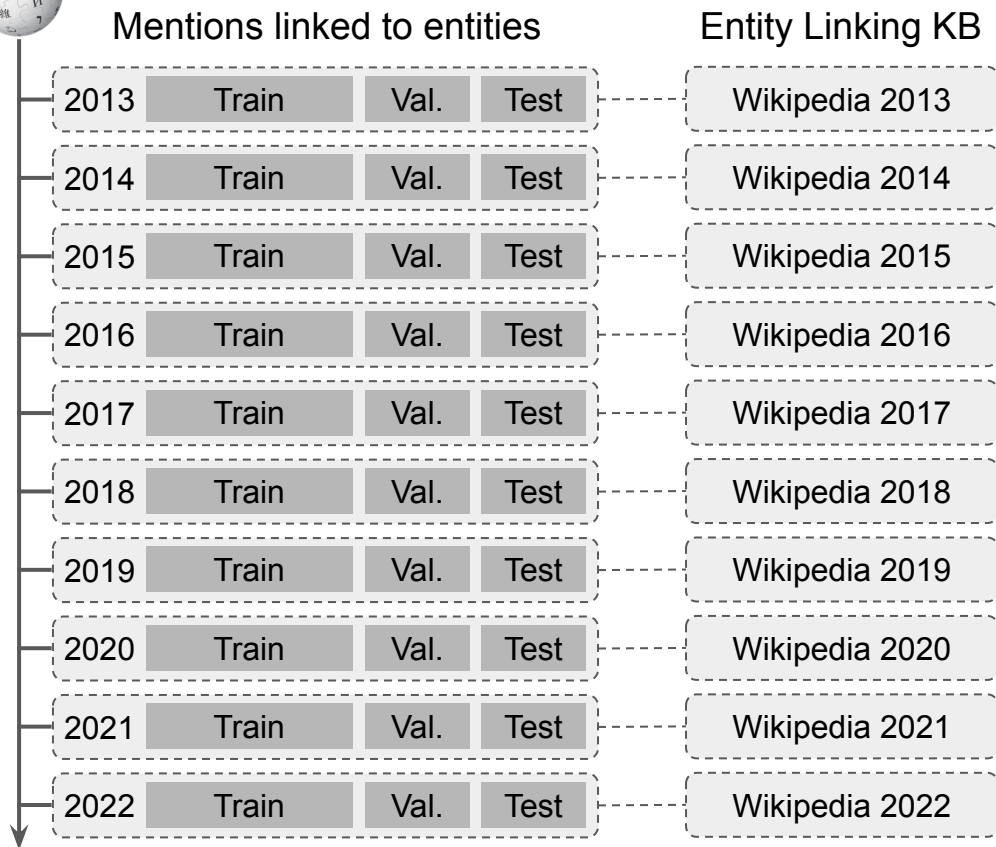 Mentions linked to entities Entity Linking KB
2013 Train Val. Test Wikipedia 2013
2014 Train Val. Test Wikipedia 2014
2015 Train Val. Test Wikipedia 2015
2016 Train Val. Test Wikipedia 2016
2017 Train Val. Test Wikipedia 2017
2018 Train Val. Test Wikipedia 2018
2019 Train Val. Test Wikipedia 2019
2020 Train Val. Test Wikipedia 2020
2021 Train Val. Test Wikipedia 2021
2022 Train Val. Test Wikipedia 2022